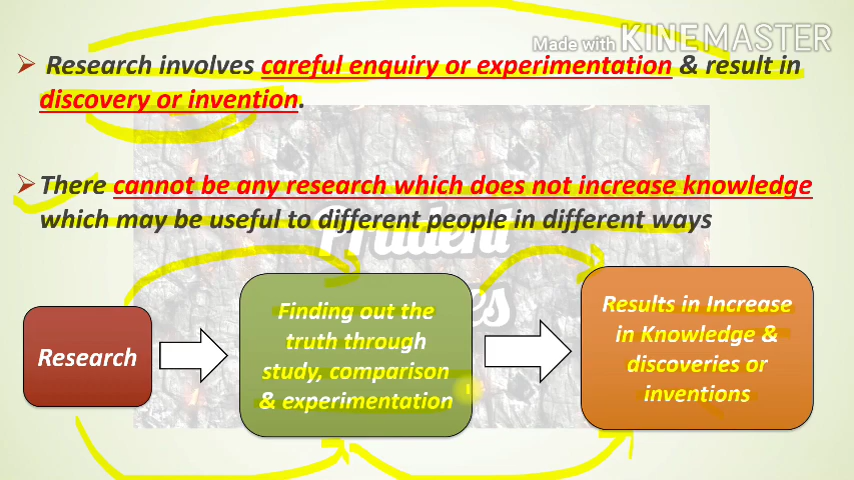 Made with KINEMASTER
Research involves careful enquiry or experimentation & result in
discovery or invention.
There cannot be any research which does not increase knowledge
which may be useful to different people in different ways
Prudent
Research
Finding out the
truth through
study, comparison
& experimentation
Results in Increase
in Knowledge &
discoveries or
inventions